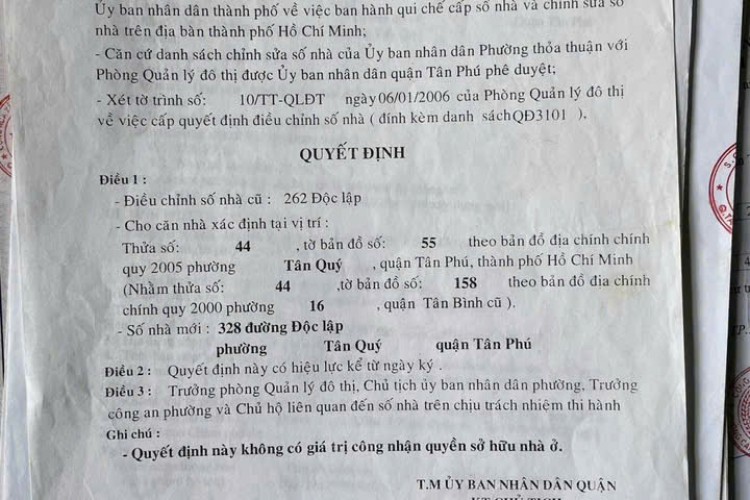 Ủy ban nhân dân thành phố về việc ban hành qui chế cấp số nhà và chỉnh sửa số
nhà trên địa bàn thành phố Hồ Chí Minh;
- Căn cứ danh sách chỉnh sửa số nhà của Ủy ban nhân dân Phường thỏa thuận với
Phòng Quản lý đô thị được Ủy ban nhân dân quận Tân Phú phê duyệt;
- Xét tờ trình số: 10/TT-QLĐT ngày 06/01/2006 của Phòng Quản lý đô thị
về việc cấp quyết định điều chỉnh số nhà ( đính kèm danh sách QĐ3101 ).
QUYẾT ĐỊNH
Điều 1 :
- Điều chỉnh số nhà cũ : 262 Độc lập
- Cho căn nhà xác định tại vị trí :
Thửa số: 44 , tờ bản đồ số: 55 theo bản đồ địa chính chính
quy 2005 phường Tân Quý , quận Tân Phú, thành phố Hồ Chí Minh
(Nhằm thửa số: 44 ,tờ bản đồ số: 158 theo bản đồ địa chính
chính quy 2000 phường 16 , quận Tân Bình cũ ).
- Số nhà mới : 328 đường Độc lập
phường Tân Quý quận Tân Phú
Điều 2 : Quyết định này có hiệu lực kể từ ngày ký .
Điều 3 : Trưởng phòng Quản lý đô thị, Chủ tịch ủy ban nhân dân phường, Trưởng
công an phường và Chủ hộ liên quan đến số nhà trên chịu trách nhiệm thi hành
Ghi chú :
- Quyết định này không có giá trị công nhận quyền sở hữu nhà ở.
T.M ỦY BAN NHÂN DÂN QUẬN
KT CHỦ TỊCH